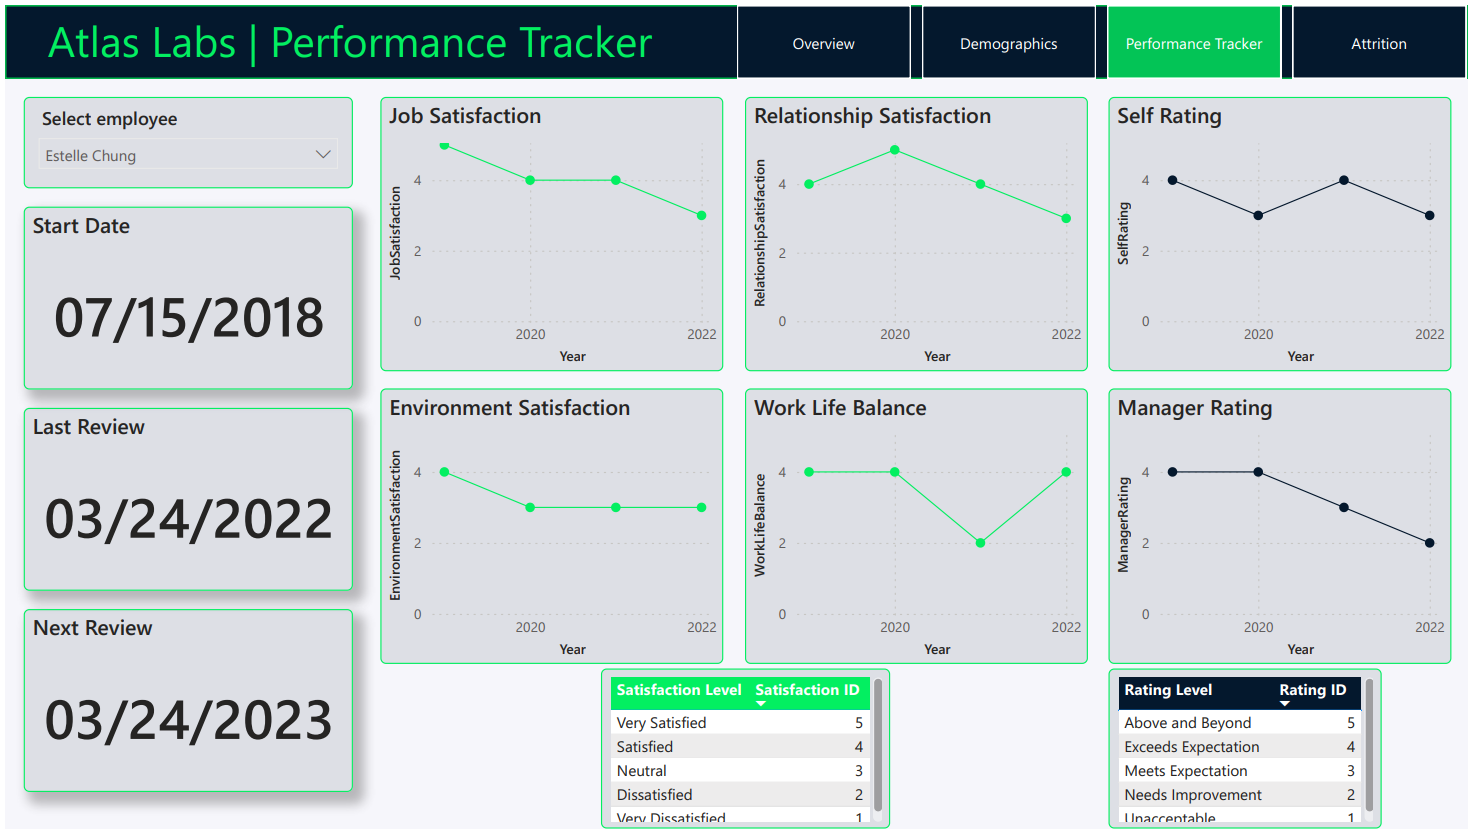 Atlas Labs | Performance Tracker
Overview
Demographics
Performance Tracker
Attrition
Select employee
Estelle Chung
Start Date
07/15/2018
Last Review
03/24/2022
Next Review
03/24/2023
Job Satisfaction
JobSatisfaction
4
2
0
2020 2022
Year
Relationship Satisfaction
RelationshipSatisfaction
4
2
0
2020 2022
Year
Self Rating
SelfRating
4
2
0
2020 2022
Year
Environment Satisfaction
EnvironmentSatisfaction
4
2
0
2020 2022
Year
Work Life Balance
WorkLifeBalance
4
2
0
2020 2022
Year
Manager Rating
ManagerRating
4
2
0
2020 2022
Year
Satisfaction Level Satisfaction ID
Very Satisfied 5
Satisfied 4
Neutral 3
Dissatisfied 2
Very Dissatisfied 1
Rating Level Rating ID
Above and Beyond 5
Exceeds Expectation 4
Meets Expectation 3
Needs Improvement 2
Unacceptable 1